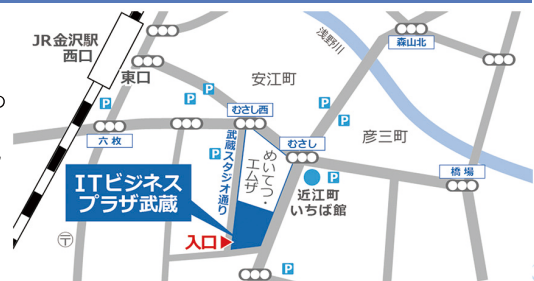 JR金沢駅
西口
東口
浅野川
森山北
安江町
P
P
P
P
P
むさし西
六枚
彦三町
むさし
P
武蔵スタジオ通り
めいてつ・
エムザ
P
橋場
近江町
いちば館
ITビジネス
プラザ武蔵
入口
〒
P